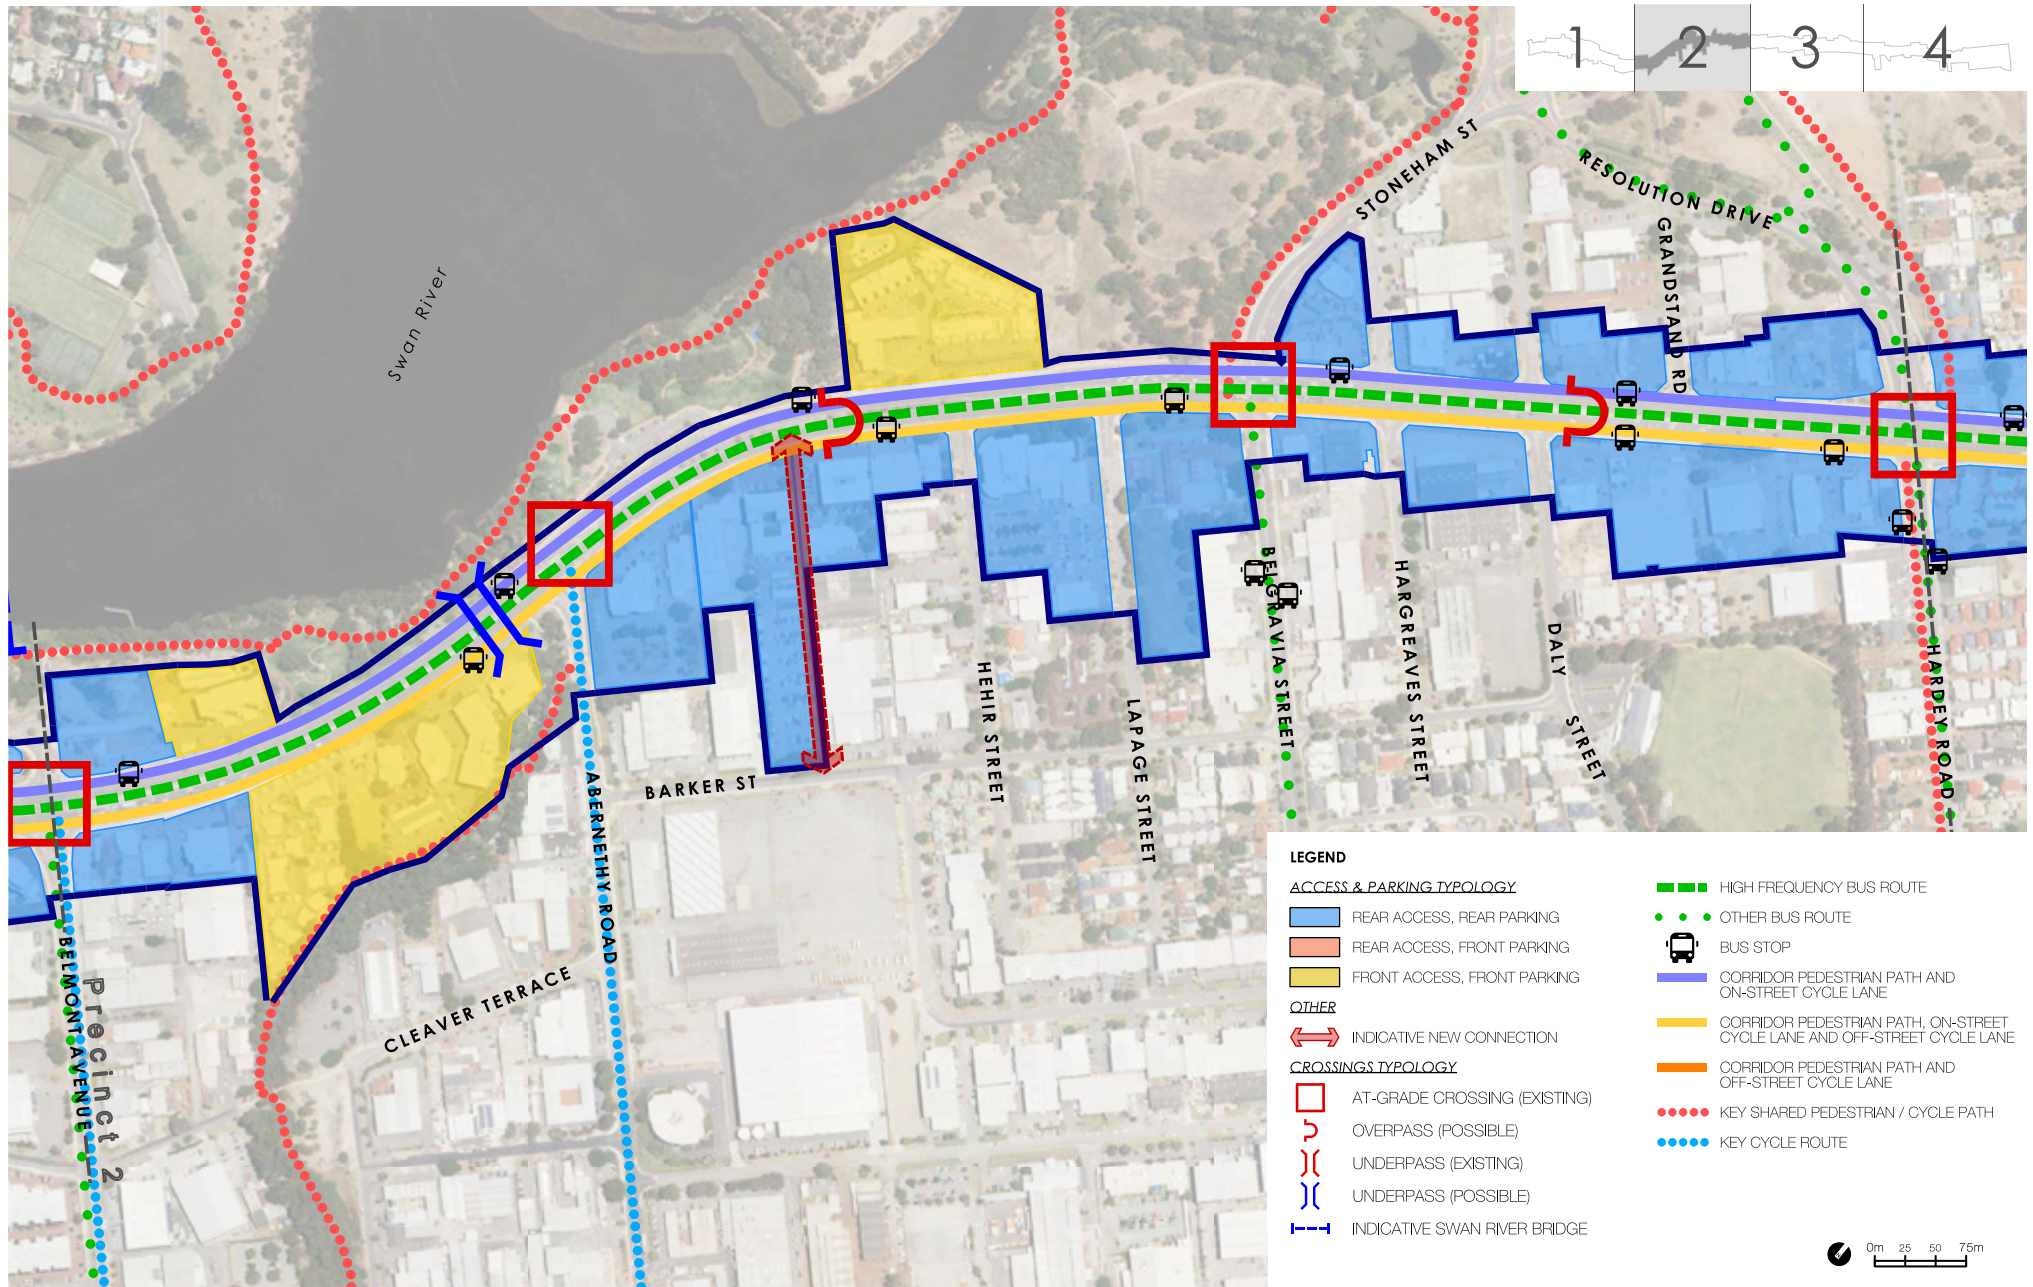 1
2
3
4
STONEHAM ST
RESOLUTION DRIVE
GRANDSTAND RD
Swan River
BELGRAVIA STREET
HARGREAVES STREET
DALY STREET
HARDEY ROAD
HEHIR STREET
LAPAGE STREET
BARKER ST
ABERNETHY ROAD
CLEAVER TERRACE
BELMONT AVENUE
Precinct 2
LEGEND
ACCESS & PARKING TYPOLOGY
REAR ACCESS, REAR PARKING
REAR ACCESS, FRONT PARKING
FRONT ACCESS, FRONT PARKING
OTHER
INDICATIVE NEW CONNECTION
CROSSINGS TYPOLOGY
AT-GRADE CROSSING (EXISTING)
OVERPASS (POSSIBLE)
UNDERPASS (EXISTING)
UNDERPASS (POSSIBLE)
INDICATIVE SWAN RIVER BRIDGE
HIGH FREQUENCY BUS ROUTE
OTHER BUS ROUTE
BUS STOP
CORRIDOR PEDESTRIAN PATH AND
ON-STREET CYCLE LANE
CORRIDOR PEDESTRIAN PATH, ON-STREET
CYCLE LANE AND OFF-STREET CYCLE LANE
CORRIDOR PEDESTRIAN PATH AND
OFF-STREET CYCLE LANE
KEY SHARED PEDESTRIAN / CYCLE PATH
KEY CYCLE ROUTE
0m 25 50 75m